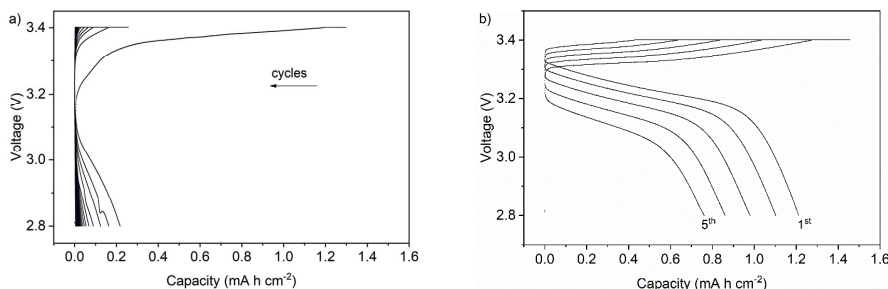 a)
3.4
3.2
3.0
2.8
Voltage (V)
cycles
0.0 0.2 0.4 0.6 0.8 1.0 1.2 1.4 1.6
Capacity (mA h cm⁻²)
b)
3.4
3.2
3.0
2.8
Voltage (V)
5ᵗʰ 1ˢᵗ
0.0 0.2 0.4 0.6 0.8 1.0 1.2 1.4 1.6
Capacity (mA h cm⁻²)